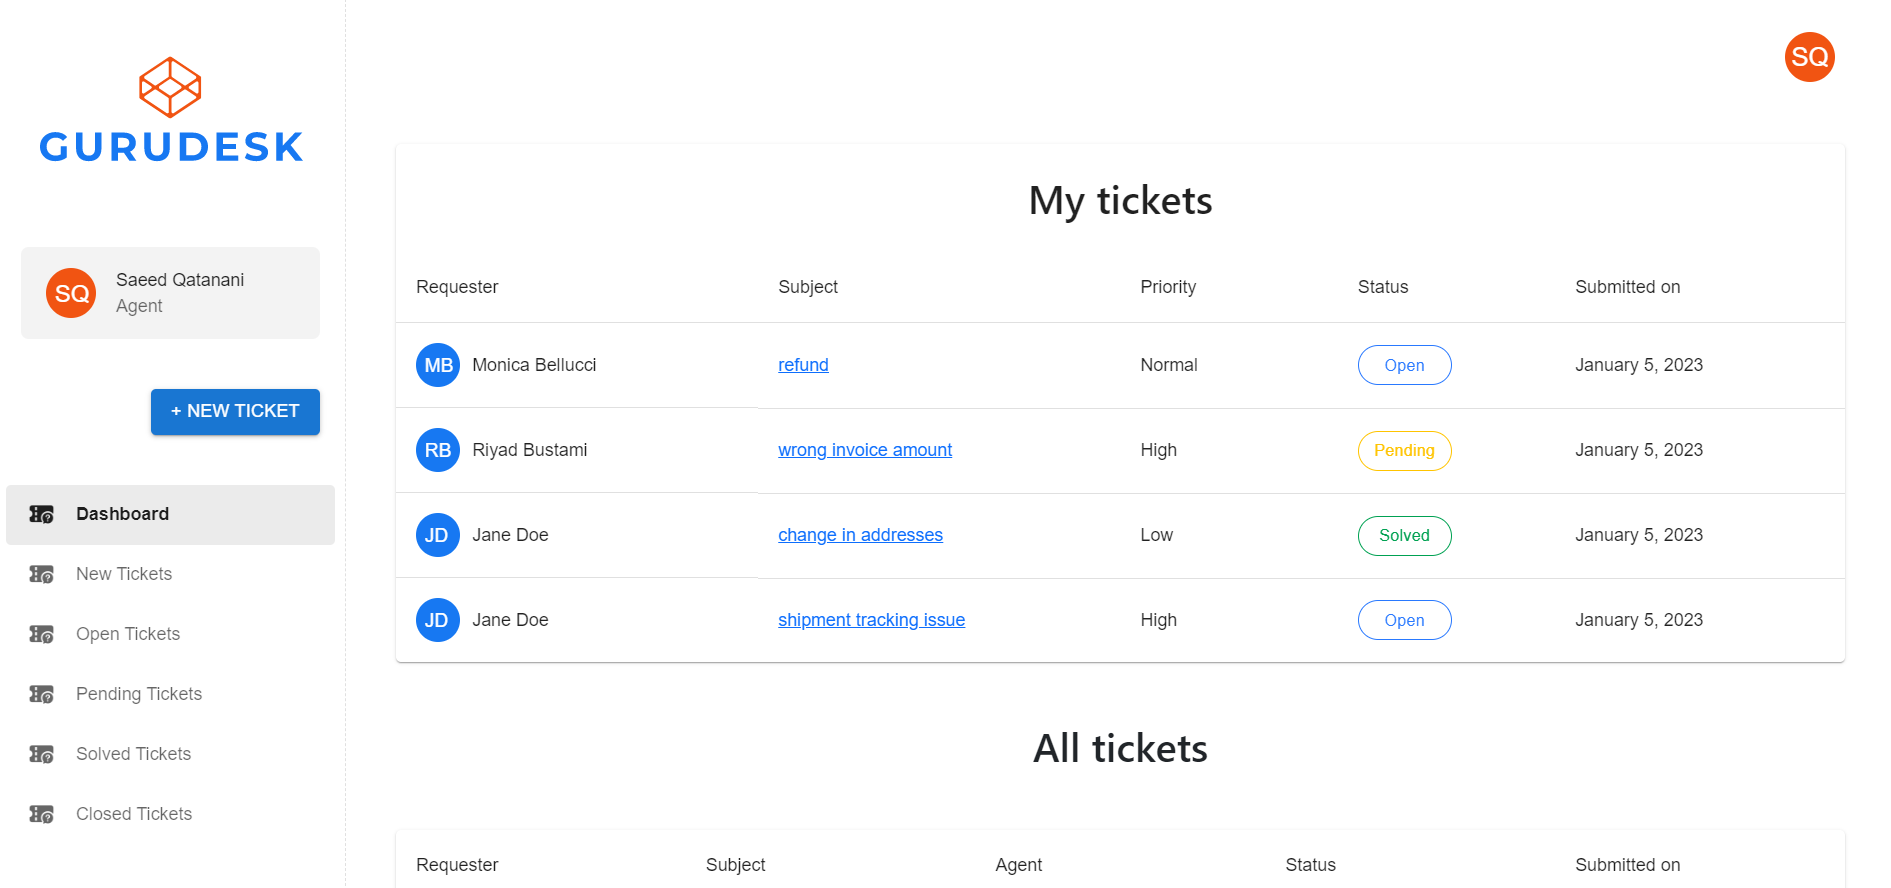 GURUDESK
SQ
SQ
Saeed Qatanani
Agent
+ NEW TICKET
Dashboard
New Tickets
Open Tickets
Pending Tickets
Solved Tickets
Closed Tickets
My tickets
Requester Subject Priority Status Submitted on
MB Monica Bellucci refund Normal Open January 5, 2023
RB Riyad Bustami wrong invoice amount High Pending January 5, 2023
JD Jane Doe change in addresses Low Solved January 5, 2023
JD Jane Doe shipment tracking issue High Open January 5, 2023
All tickets
Requester Subject Agent Status Submitted on